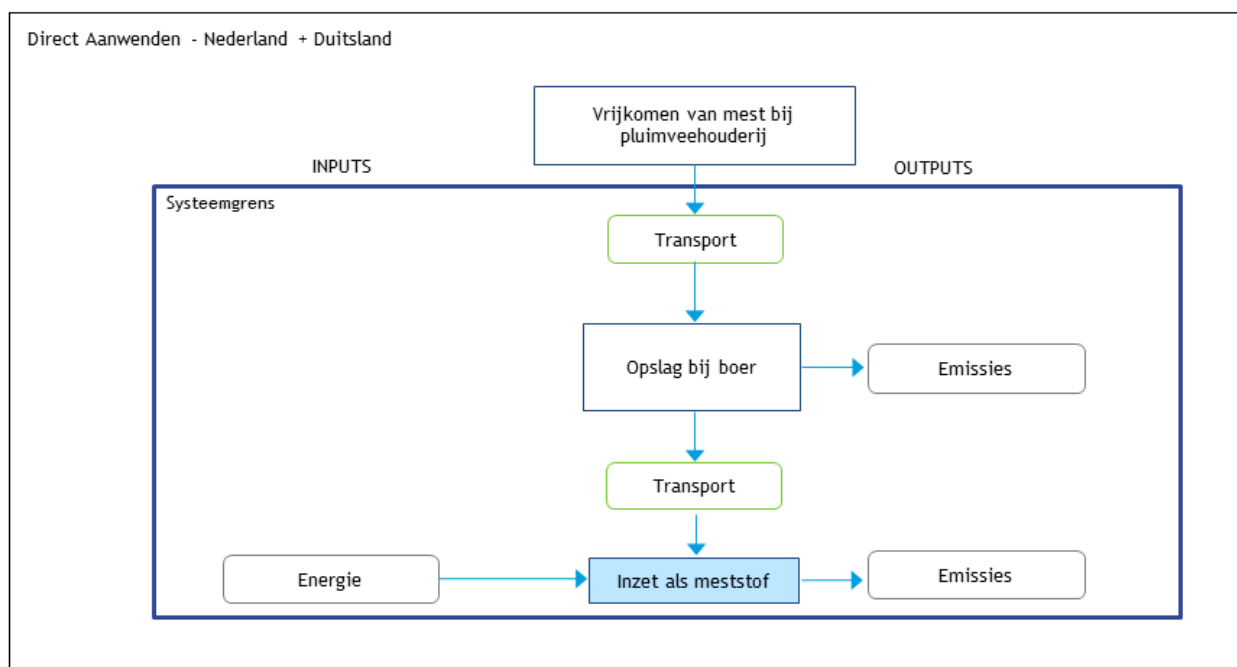 Direct Aanwenden - Nederland + Duitsland
Vrijkomen van mest bij
pluimveehouderij
INPUTS
OUTPUTS
Systeemgrens
Transport
Opslag bij boer
Emissies
Transport
Energie
Inzet als meststof
Emissies